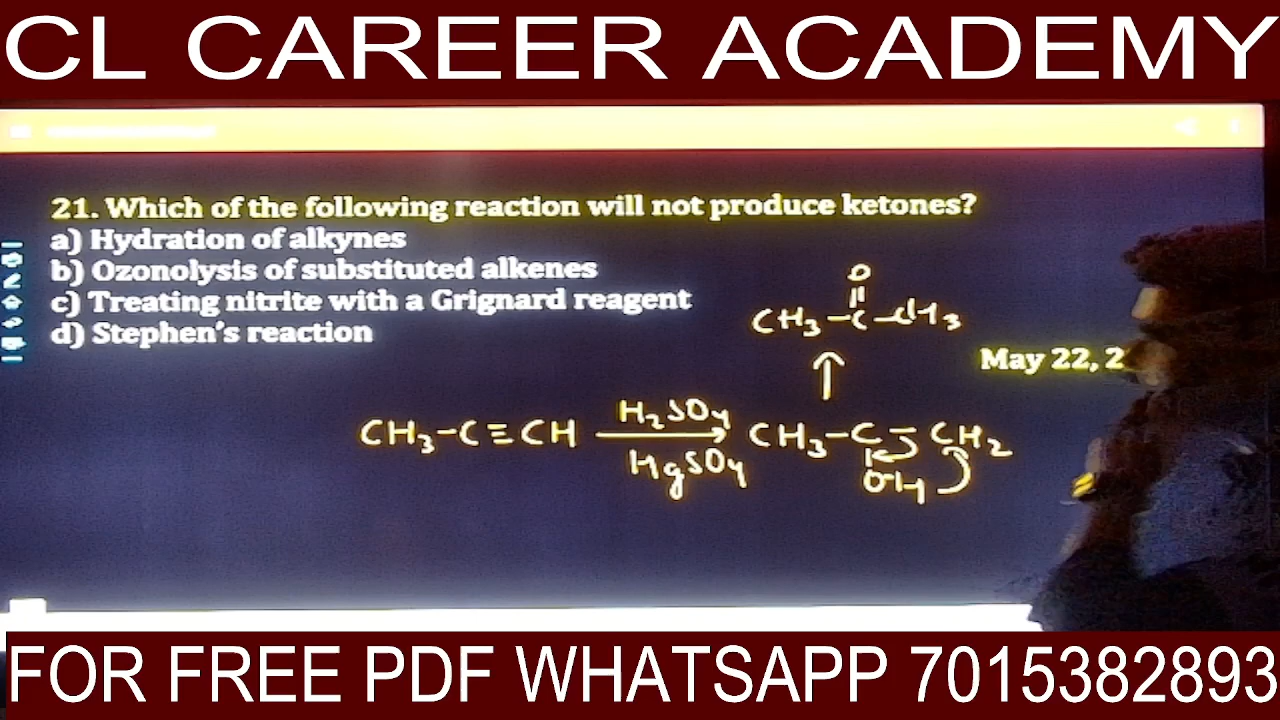 CL CAREER ACADEMY
21. Which of the following reaction will not produce ketones?
a) Hydration of alkynes
b) Ozonolysis of substituted alkenes
c) Treating nitrite with a Grignard reagent
d) Stephen's reaction
O
||
CH3-C-CH3
May 22, 2
↑
H2SO4
CH3-C≡CH → CH3-C=CH2
HgSO4
OH
FOR FREE PDF WHATSAPP 7015382893